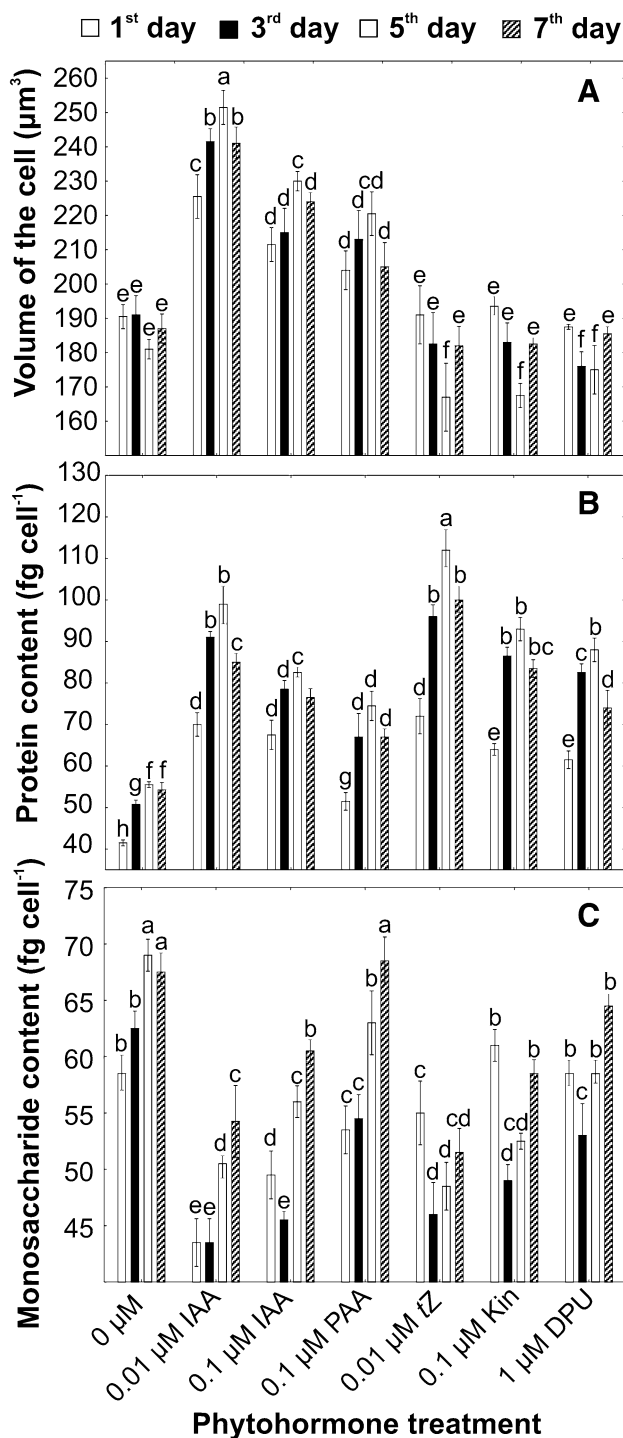 1st day 3rd day 5th day 7th day
A
Volume of the cell (µm³)
260
250
240
230
220
210
200
190
180
170
160
e e e e
c b a b
d d c d
d d cd d
e e f e
e e f e
e f f e
B
Protein content (fg cell⁻¹)
130
120
110
100
90
80
70
60
50
40
h g f f
d b b c
d d c
g d d d
d b a b
e b b bc
e c b d
C
Monosaccharide content (fg cell⁻¹)
75
70
65
60
55
50
45
b b a a
e e d c
d e c b
c c b a
c d d cd
b d cd b
b c b b
0 µM
0.01 µM IAA
0.1 µM IAA
0.1 µM PAA
0.01 µM tZ
0.1 µM Kin
1 µM DPU
Phytohormone treatment